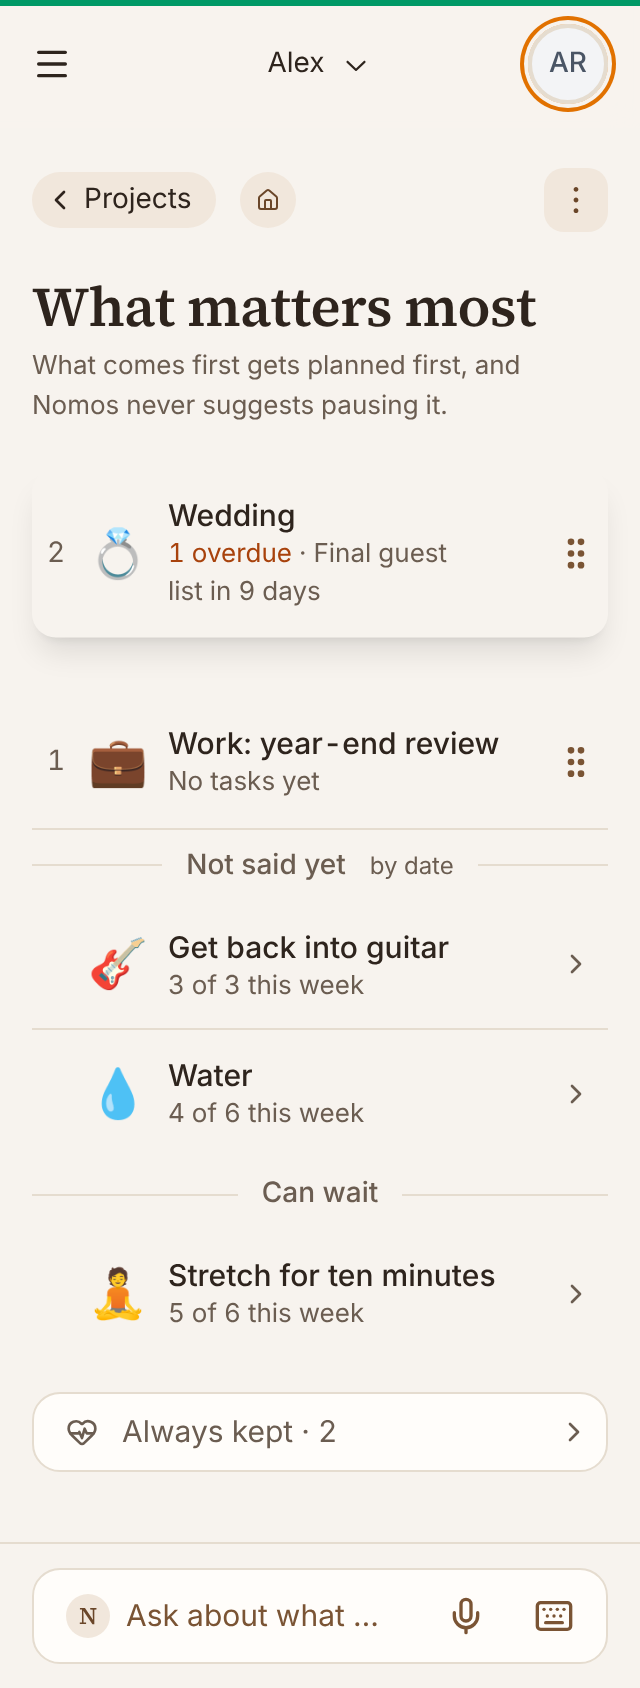 Alex
AR
Projects
What matters most
What comes first gets planned first, and
Nomos never suggests pausing it.
2
Wedding
1 overdue · Final guest
list in 9 days
1
Work: year-end review
No tasks yet
Not said yet by date
Get back into guitar
3 of 3 this week
Water
4 of 6 this week
Can wait
Stretch for ten minutes
5 of 6 this week
Always kept · 2
N Ask about what ...